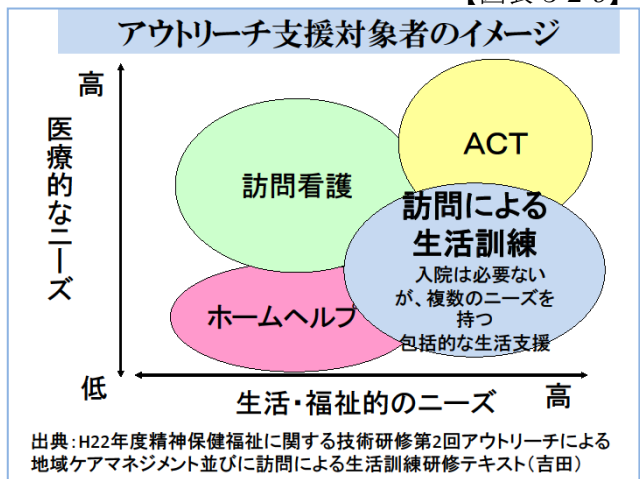 アウトリーチ支援対象者のイメージ
高
医療的なニーズ
低
ACT
訪問看護
訪問による
生活訓練
入院は必要ない
が、複数のニーズを
持つ
包括的な生活支援
ホームヘルプ
生活・福祉的のニーズ
高
出典：H22年度精神保健福祉に関する技術研修第2回アウトリーチによる
地域ケアマネジメント並びに訪問による生活訓練研修テキスト（吉田）